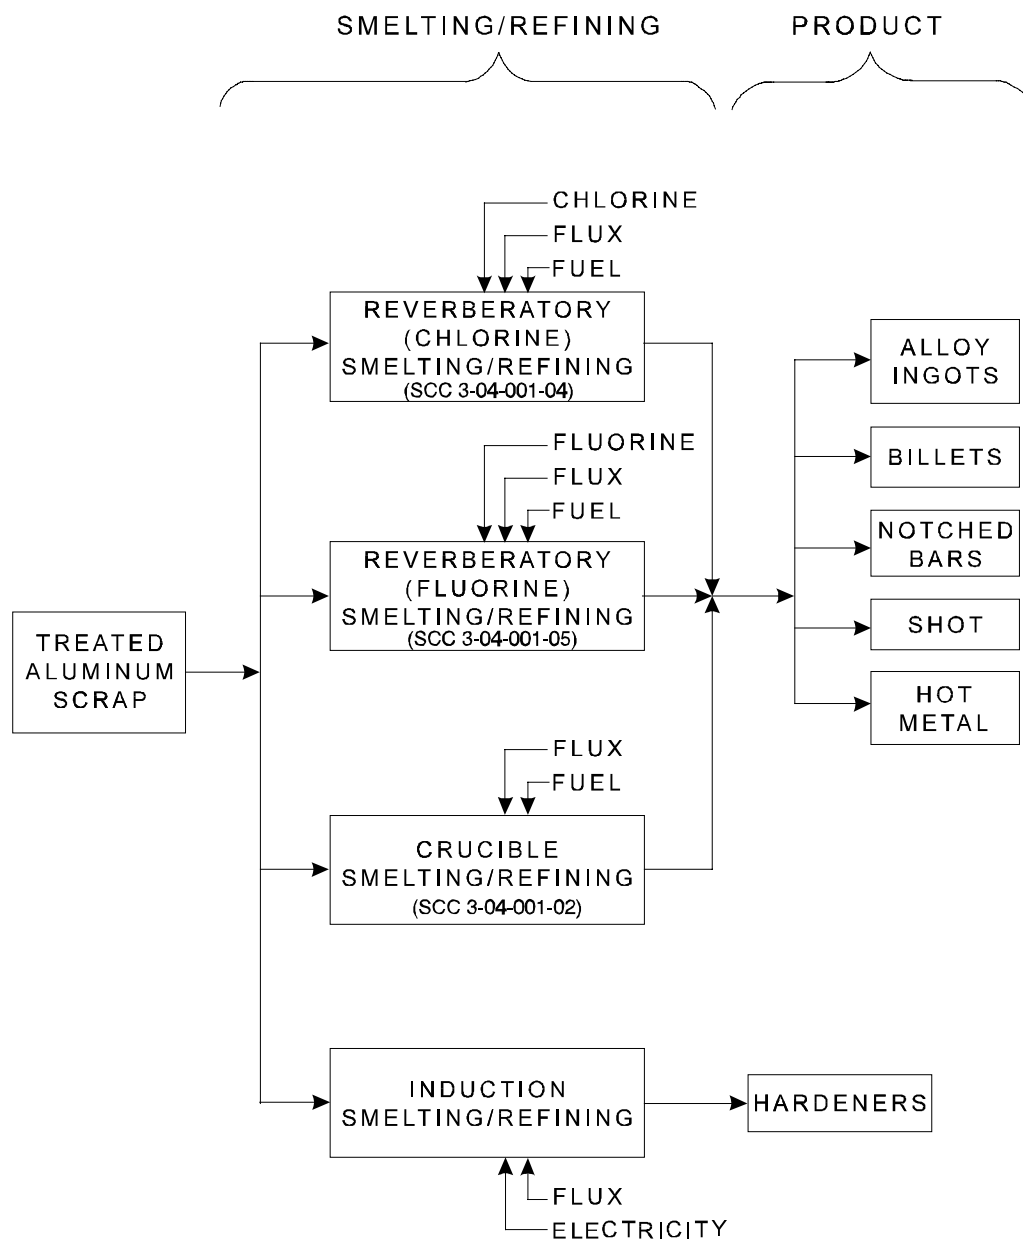 SMELTING/REFINING
PRODUCT
CHLORINE
FLUX
FUEL
REVERBERATORY
(CHLORINE)
SMELTING/REFINING
(SCC 3-04-001-04)
FLUORINE
FLUX
FUEL
REVERBERATORY
(FLUORINE)
SMELTING/REFINING
(SCC 3-04-001-05)
TREATED
ALUMINUM
SCRAP
FLUX
FUEL
CRUCIBLE
SMELTING/REFINING
(SCC 3-04-001-02)
INDUCTION
SMELTING/REFINING
FLUX
ELECTRICITY
ALLOY
INGOTS
BILLETS
NOTCHED
BARS
SHOT
HOT
METAL
HARDENERS